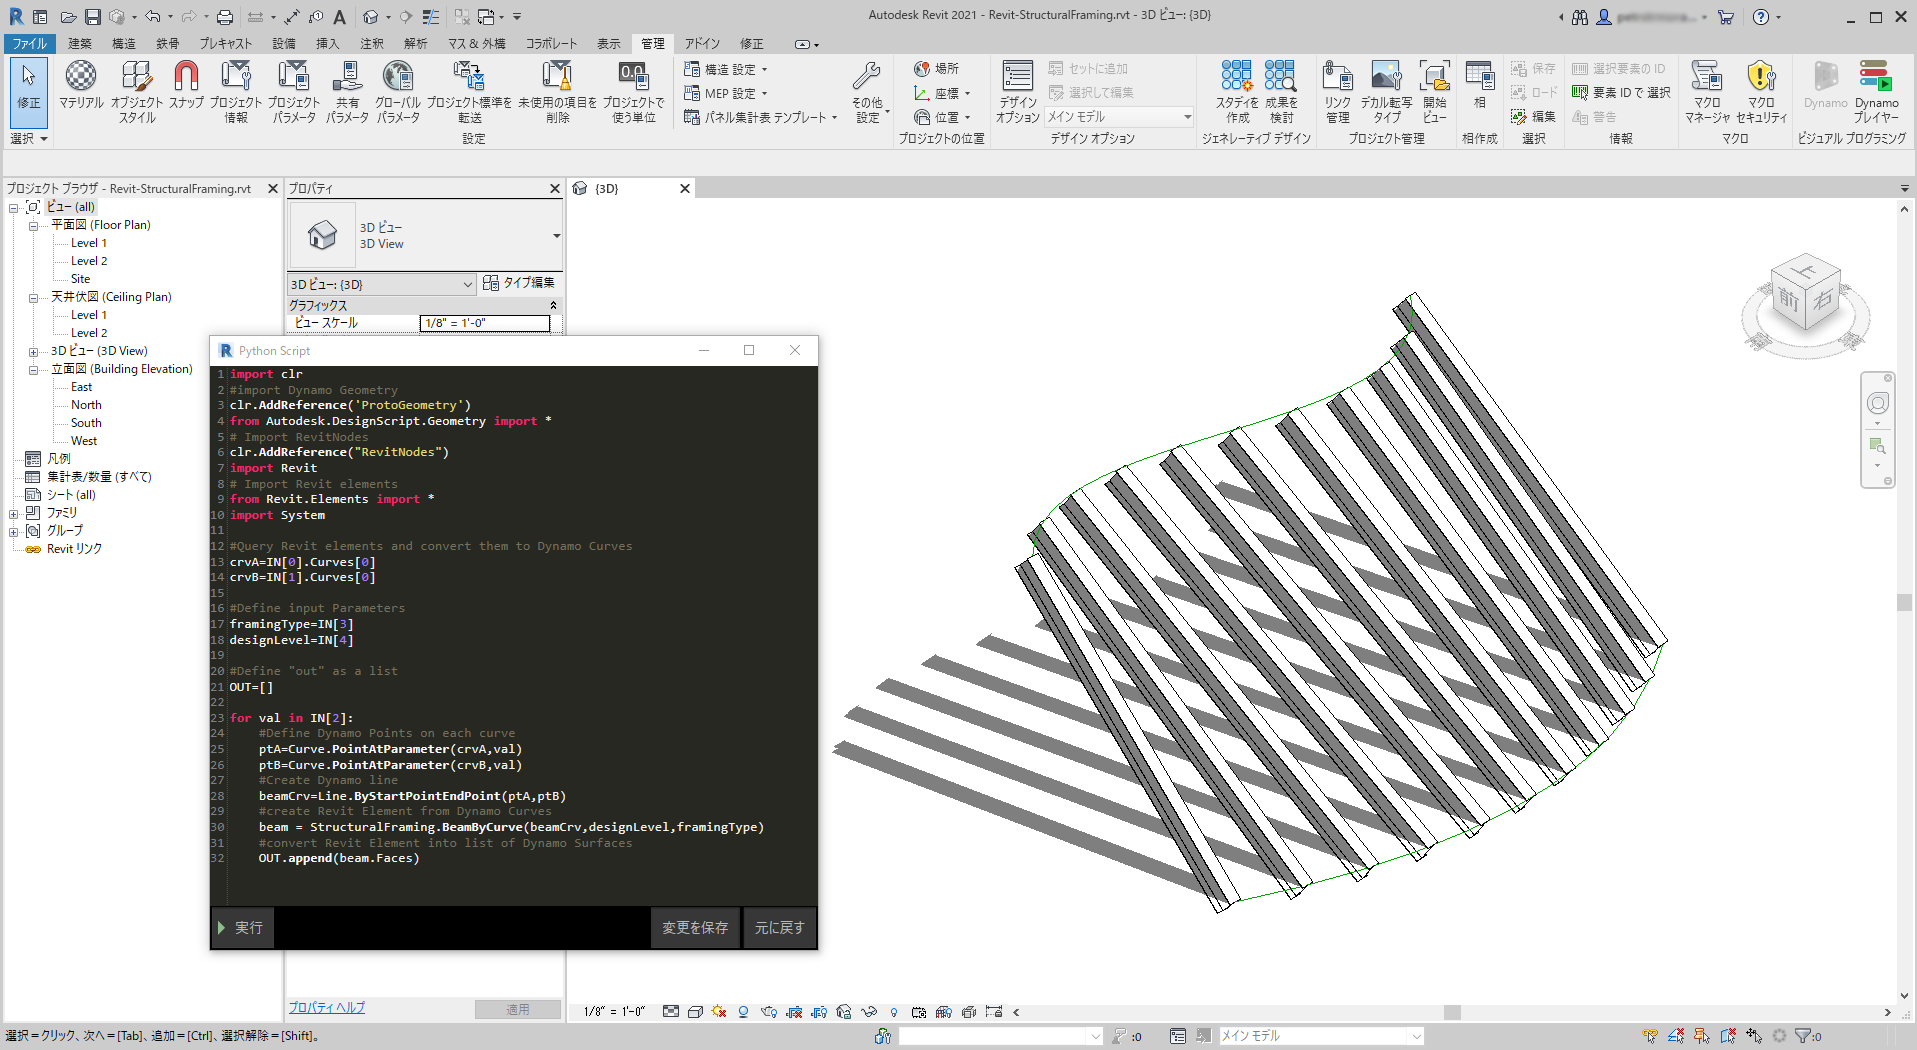 Autodesk Revit 2021 - Revit-StructuralFraming.rvt - 3D ビュー: {3D}
ファイル 建築 構造 鉄骨 プレキャスト 設備 挿入 注釈 解析 マス & 外構 コラボレート 表示 管理 アドイン 修正
修正
選択
マテリアル
オブジェクト スタイル
スナップ
プロジェクト 情報
プロジェクト パラメータ
共有 パラメータ
グローバル パラメータ
プロジェクト標準を 転送
未使用の項目を 削除
プロジェクトで 使う単位
構造 設定
MEP 設定
パネル集計表 テンプレート
その他 設定
設定
場所
座標
位置
プロジェクトの位置
デザイン オプション
セットに追加
選択して編集
メイン モデル
デザイン オプション
スタディを 作成
成果を 検討
ジェネレーティブ デザイン
リンク 管理
デカル転写 タイプ
開始 ビュー
プロジェクト管理
相
相作成
保存
ロード
編集
選択
選択要素の ID
要素 ID で 選択
警告
情報
マクロ マネージャ
マクロ セキュリティ
マクロ
Dynamo
Dynamo プレイヤー
ビジュアル プログラミング
プロジェクト ブラウザ - Revit-StructuralFraming.rvt
ビュー (all)
平面図 (Floor Plan)
Level 1
Level 2
Site
天井伏図 (Ceiling Plan)
Level 1
Level 2
3D ビュー (3D View)
立面図 (Building Elevation)
East
North
South
West
凡例
集計表/数量 (すべて)
シート (all)
ファミリ
グループ
Revit リンク
プロパティ
3D ビュー
3D View
3D ビュー: {3D}
タイプ編集
グラフィックス
ビュー スケール 1/8" = 1'-0"
{3D}
上
前
右
Python Script
1 import clr
2 #import Dynamo Geometry
3 clr.AddReference('ProtoGeometry')
4 from Autodesk.DesignScript.Geometry import *
5 # Import RevitNodes
6 clr.AddReference("RevitNodes")
7 import Revit
8 # Import Revit elements
9 from Revit.Elements import *
10 import System
11
12 #Query Revit elements and convert them to Dynamo Curves
13 crvA=IN[0].Curves[0]
14 crvB=IN[1].Curves[0]
15
16 #Define input Parameters
17 framingType=IN[3]
18 designLevel=IN[4]
19
20 #Define "out" as a list
21 OUT=[]
22
23 for val in IN[2]:
24 #Define Dynamo Points on each curve
25 ptA=Curve.PointAtParameter(crvA,val)
26 ptB=Curve.PointAtParameter(crvB,val)
27 #Create Dynamo line
28 beamCrv=Line.ByStartPointEndPoint(ptA,ptB)
29 #create Revit Element from Dynamo Curves
30 beam = StructuralFraming.BeamByCurve(beamCrv,designLevel,framingType)
31 #convert Revit Element into list of Dynamo Surfaces
32 OUT.append(beam.Faces)
実行
変更を保存
元に戻す
プロパティ ヘルプ
適用
1/8" = 1'-0"
選択＝クリック、次へ＝[Tab]、追加＝[Ctrl]、選択解除＝[Shift]。
:0
メイン モデル
:0